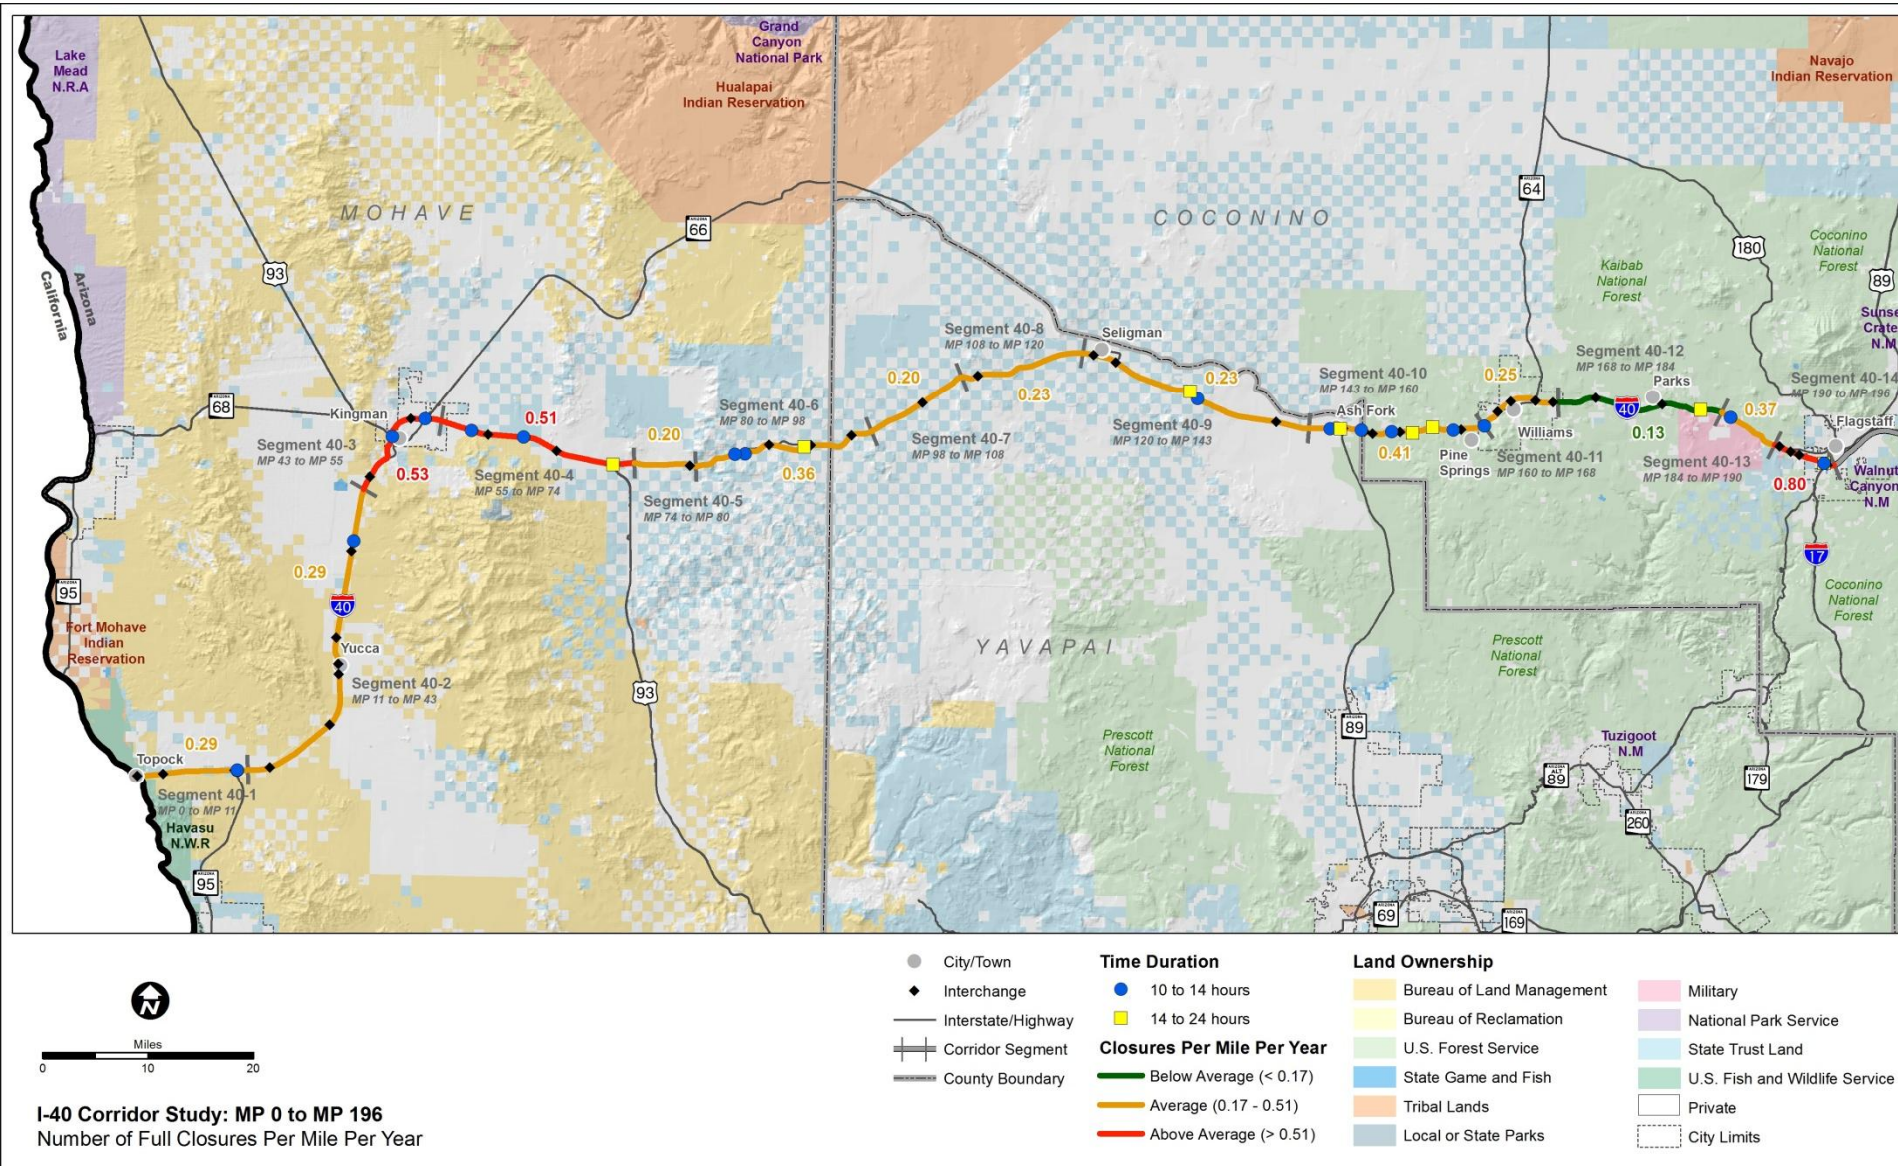 Lake
Mead
N.R.A
Grand
Canyon
National Park
Hualapai
Indian Reservation
Navajo
Indian Reservation
MOHAVE
COCONINO
YAVAPAI
66
93
64
180
89
Coconino
National
Forest
Kaibab
National
Forest
Sunse
Crate
N.M
California
Arizona
68
Kingman
Segment 40-3
MP 43 to MP 55
0.53
0.51
Segment 40-4
MP 55 to MP 74
0.20
Segment 40-5
MP 74 to MP 80
Segment 40-6
MP 80 to MP 98
0.36
0.20
Segment 40-7
MP 98 to MP 108
Segment 40-8
MP 108 to MP 120
0.23
Seligman
0.23
Segment 40-9
MP 120 to MP 143
Segment 40-10
MP 143 to MP 160
Ash Fork
0.41
Pine
Springs
0.25
Williams
Segment 40-11
MP 160 to MP 168
Segment 40-12
MP 168 to MP 184
Parks
40
0.13
Segment 40-13
MP 184 to MP 190
0.37
Segment 40-14
MP 190 to MP 196
Flagstaff
0.80
Walnut
Canyon
N.M
17
Coconino
National
Forest
0.29
40
95
Fort Mohave
Indian
Reservation
Yucca
Segment 40-2
MP 11 to MP 43
93
0.29
Topock
Segment 40-1
MP 0 to MP 11
Havasu
N.W.R
95
Prescott
National
Forest
Prescott
National
Forest
Tuzigoot
N.M
89
ALT
89
179
260
69
169
N
Miles
0 10 20
I-40 Corridor Study: MP 0 to MP 196
Number of Full Closures Per Mile Per Year
City/Town
Interchange
Interstate/Highway
Corridor Segment
County Boundary
Time Duration
10 to 14 hours
14 to 24 hours
Closures Per Mile Per Year
Below Average (< 0.17)
Average (0.17 - 0.51)
Above Average (> 0.51)
Land Ownership
Bureau of Land Management
Bureau of Reclamation
U.S. Forest Service
State Game and Fish
Tribal Lands
Local or State Parks
Military
National Park Service
State Trust Land
U.S. Fish and Wildlife Service
Private
City Limits